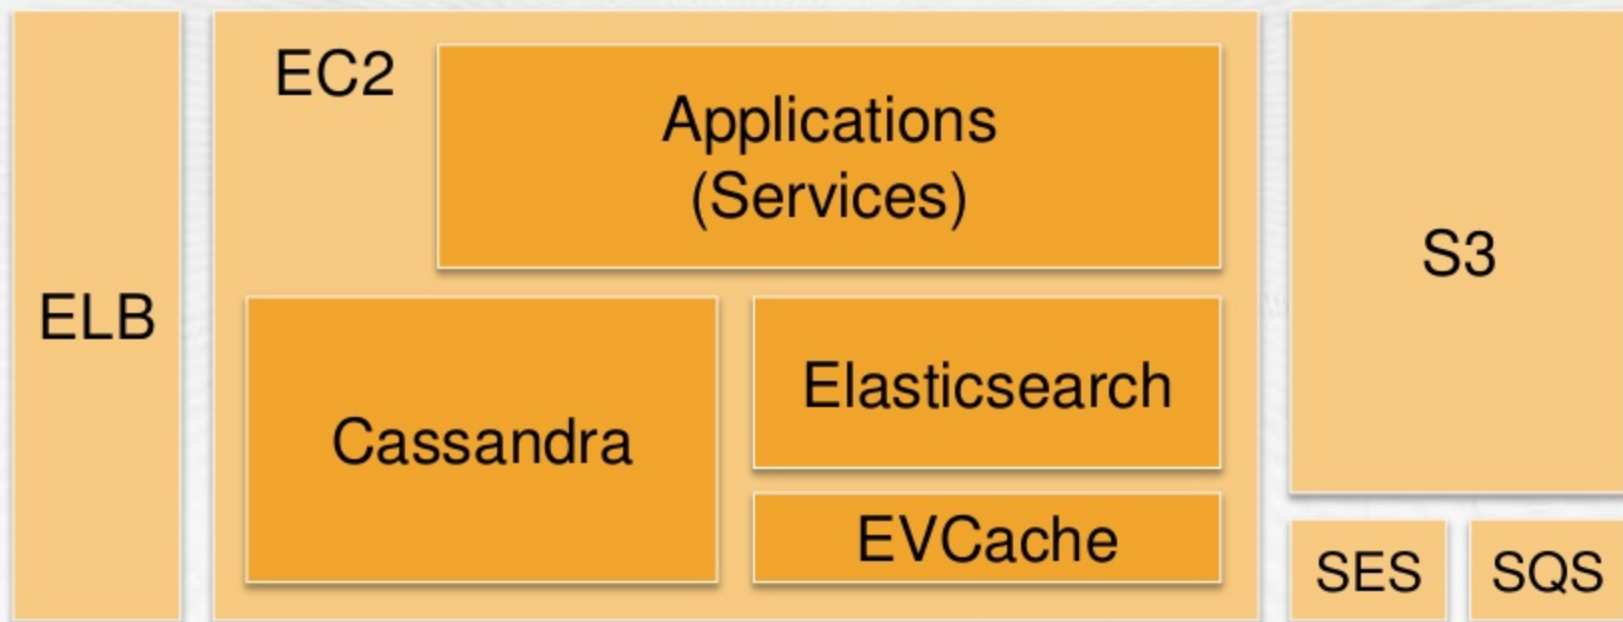 ELB
EC2
Applications
(Services)
Cassandra
Elasticsearch
EVCache
S3
SES
SQS